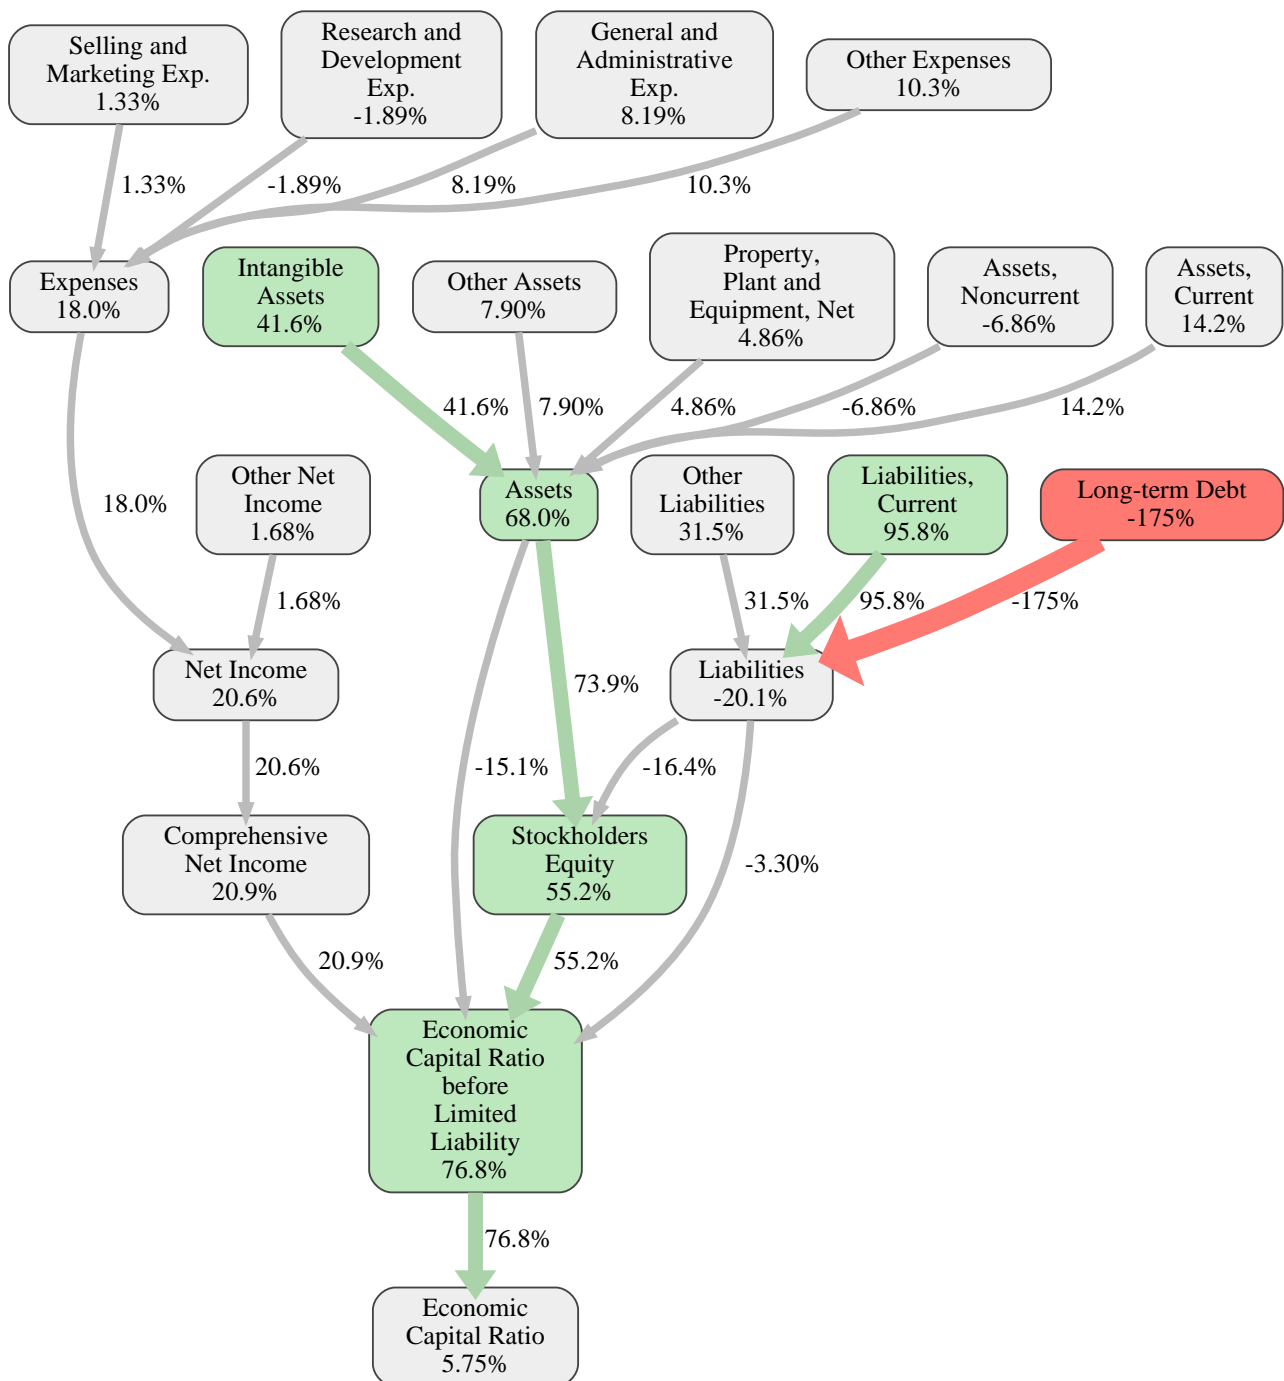 Selling and
Marketing Exp.
1.33%
Research and
Development
Exp.
-1.89%
General and
Administrative
Exp.
8.19%
Other Expenses
10.3%
1.33%
-1.89%
8.19%
10.3%
Expenses
18.0%
Intangible
Assets
41.6%
Other Assets
7.90%
Property,
Plant and
Equipment, Net
4.86%
Assets,
Noncurrent
-6.86%
Assets,
Current
14.2%
41.6%
7.90%
4.86%
-6.86%
14.2%
18.0%
Other Net
Income
1.68%
Assets
68.0%
Other
Liabilities
31.5%
Liabilities,
Current
95.8%
Long-term Debt
-175%
1.68%
31.5%
95.8%
-175%
Net Income
20.6%
73.9%
Liabilities
-20.1%
20.6%
-15.1%
-16.4%
Comprehensive
Net Income
20.9%
Stockholders
Equity
55.2%
-3.30%
20.9%
55.2%
Economic
Capital Ratio
before
Limited
Liability
76.8%
76.8%
Economic
Capital Ratio
5.75%